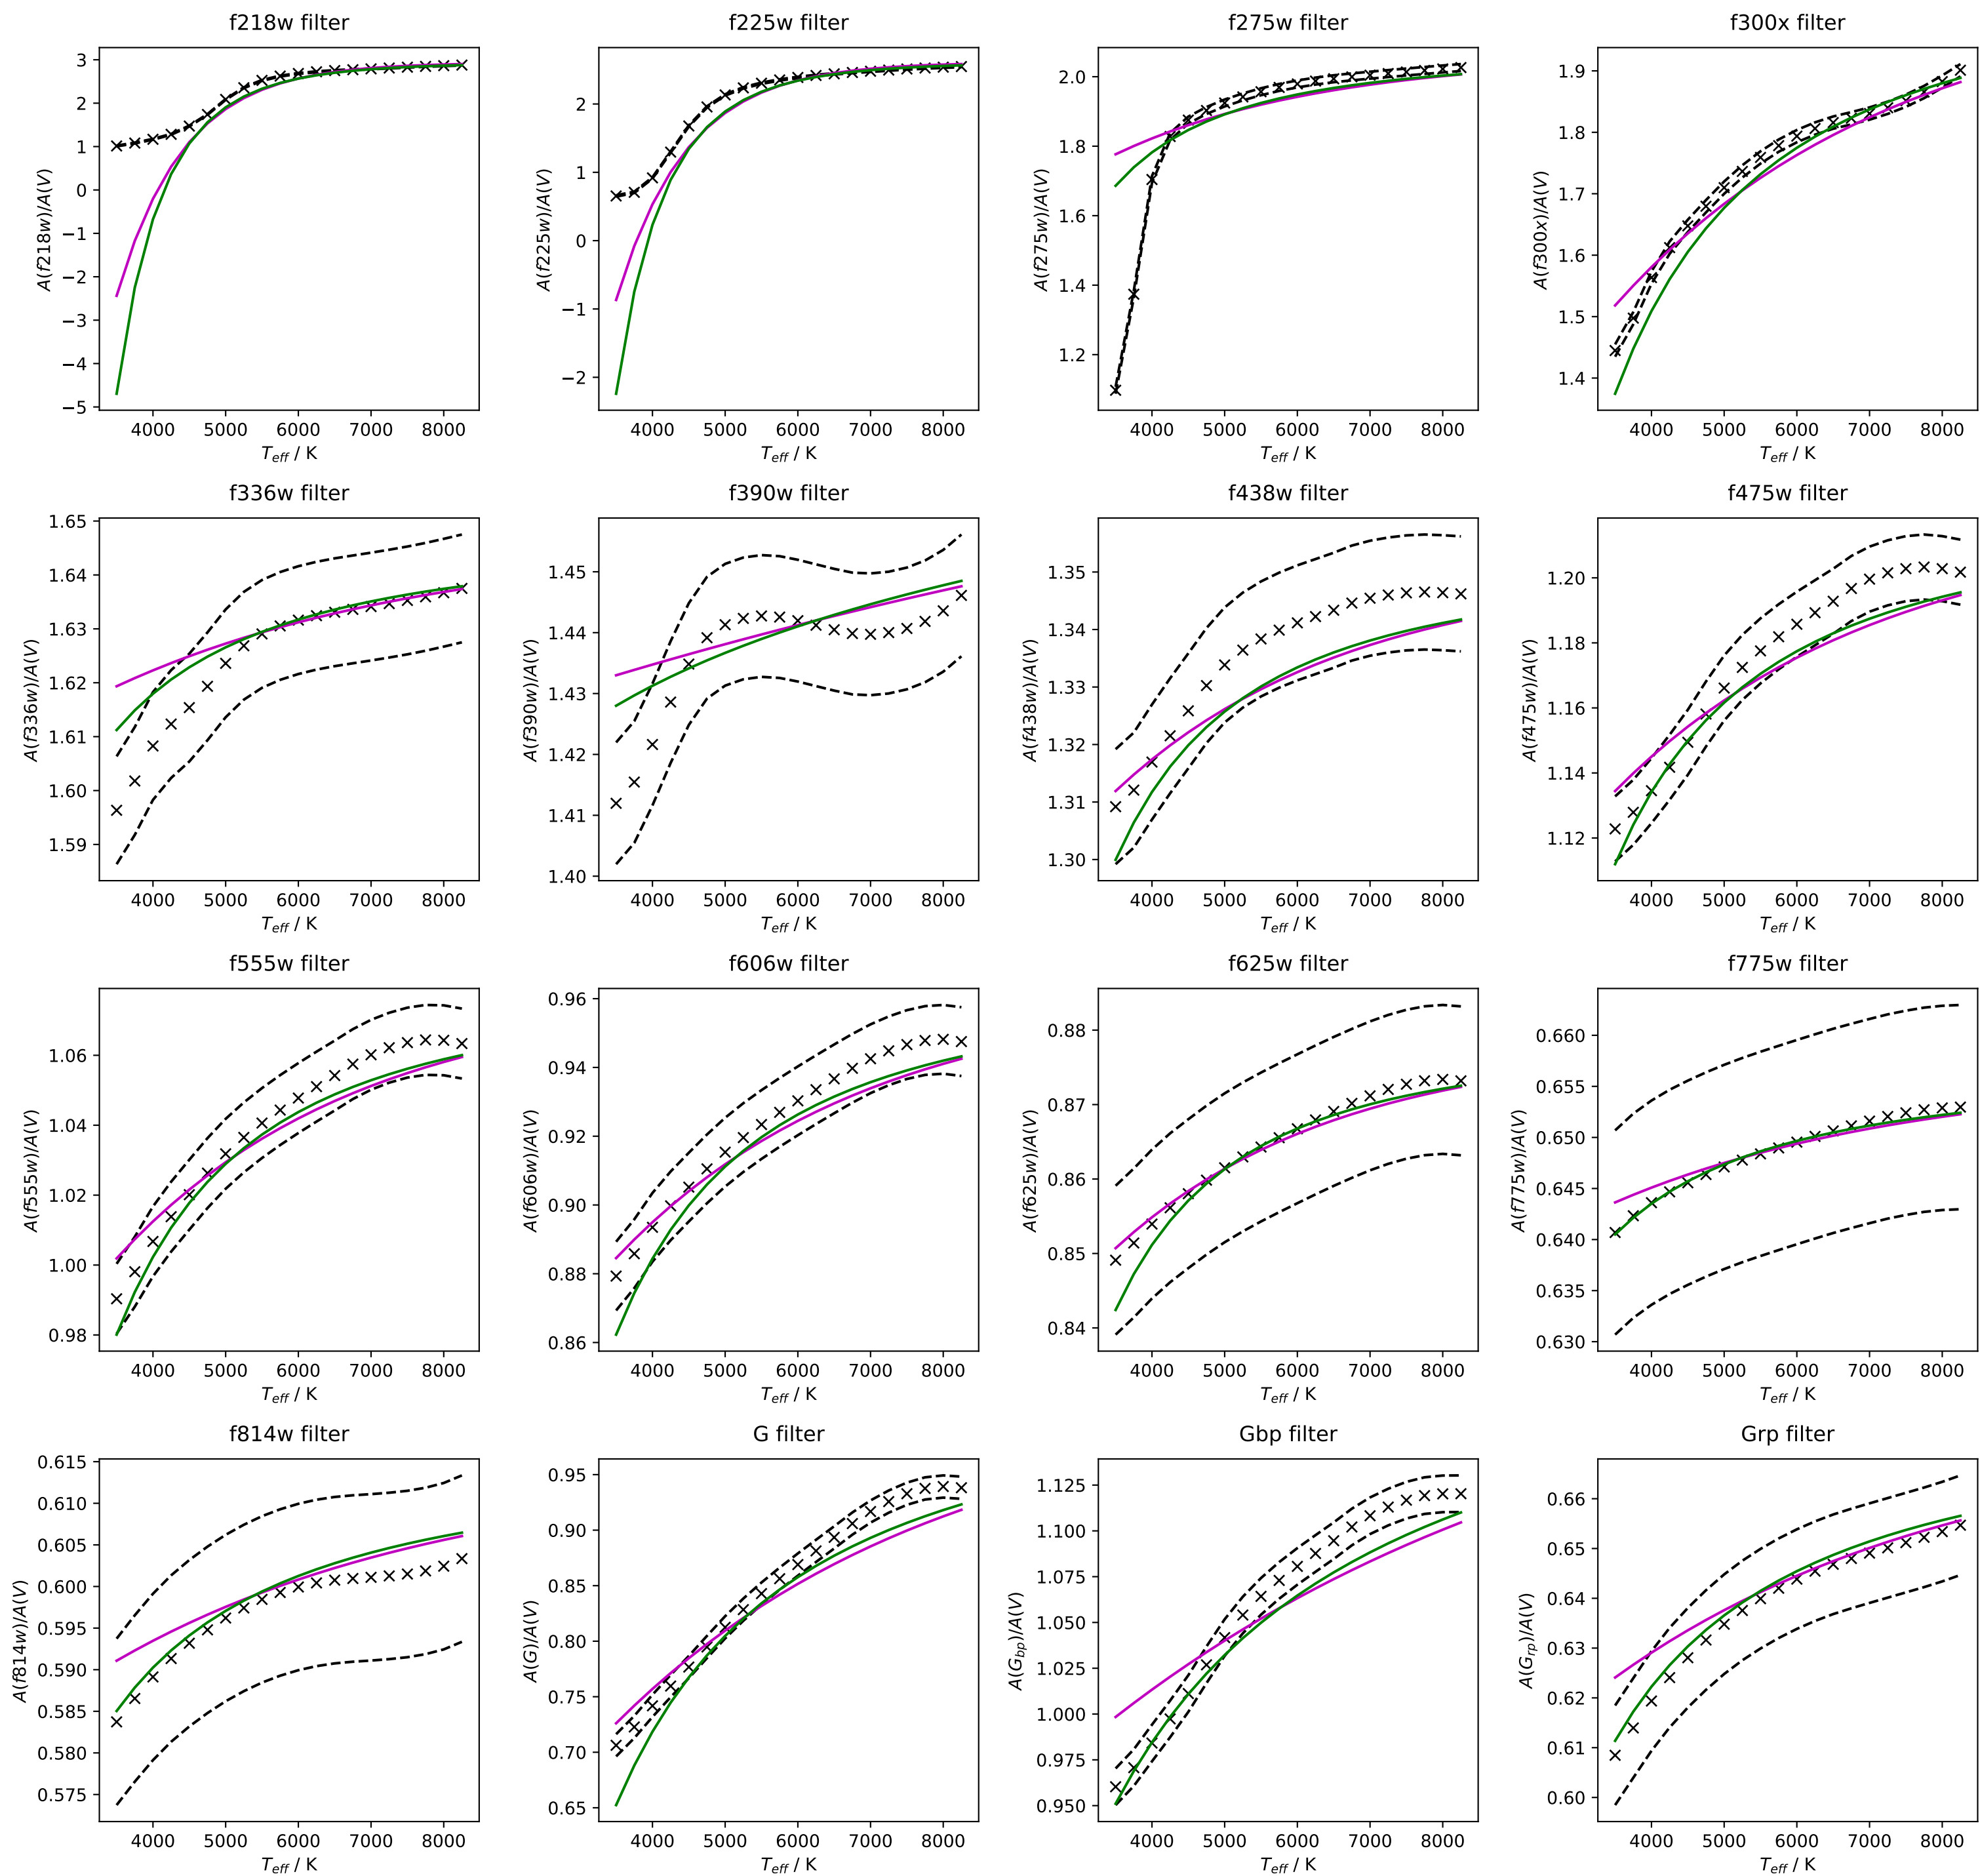 f218w filter
f225w filter
f275w filter
f300x filter
A(f218w)/A(V)
3
2
1
0
−1
−2
−3
−4
−5
4000 5000 6000 7000 8000
T_eff / K
A(f225w)/A(V)
2
1
0
−1
−2
4000 5000 6000 7000 8000
T_eff / K
A(f275w)/A(V)
2.0
1.8
1.6
1.4
1.2
4000 5000 6000 7000 8000
T_eff / K
A(f300x)/A(V)
1.9
1.8
1.7
1.6
1.5
1.4
4000 5000 6000 7000 8000
T_eff / K
f336w filter
f390w filter
f438w filter
f475w filter
A(f336w)/A(V)
1.65
1.64
1.63
1.62
1.61
1.60
1.59
4000 5000 6000 7000 8000
T_eff / K
A(f390w)/A(V)
1.45
1.44
1.43
1.42
1.41
1.40
4000 5000 6000 7000 8000
T_eff / K
A(f438w)/A(V)
1.35
1.34
1.33
1.32
1.31
1.30
4000 5000 6000 7000 8000
T_eff / K
A(f475w)/A(V)
1.20
1.18
1.16
1.14
1.12
4000 5000 6000 7000 8000
T_eff / K
f555w filter
f606w filter
f625w filter
f775w filter
A(f555w)/A(V)
1.06
1.04
1.02
1.00
0.98
4000 5000 6000 7000 8000
T_eff / K
A(f606w)/A(V)
0.96
0.94
0.92
0.90
0.88
0.86
4000 5000 6000 7000 8000
T_eff / K
A(f625w)/A(V)
0.88
0.87
0.86
0.85
0.84
4000 5000 6000 7000 8000
T_eff / K
A(f775w)/A(V)
0.660
0.655
0.650
0.645
0.640
0.635
0.630
4000 5000 6000 7000 8000
T_eff / K
f814w filter
G filter
Gbp filter
Grp filter
A(f814w)/A(V)
0.615
0.610
0.605
0.600
0.595
0.590
0.585
0.580
0.575
4000 5000 6000 7000 8000
T_eff / K
A(G)/A(V)
0.95
0.90
0.85
0.80
0.75
0.70
0.65
4000 5000 6000 7000 8000
T_eff / K
A(G_bp)/A(V)
1.125
1.100
1.075
1.050
1.025
1.000
0.975
0.950
4000 5000 6000 7000 8000
T_eff / K
A(G_rp)/A(V)
0.66
0.65
0.64
0.63
0.62
0.61
0.60
4000 5000 6000 7000 8000
T_eff / K